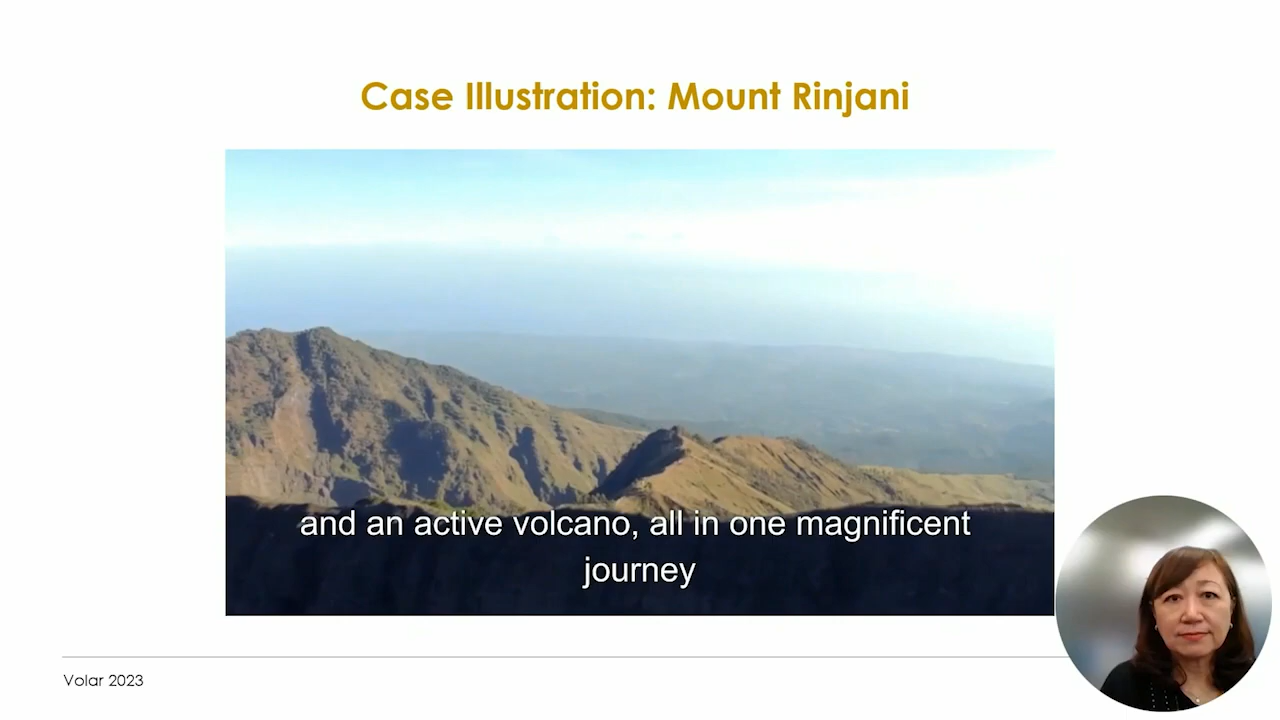 Case Illustration: Mount Rinjani
and an active volcano, all in one magnificent
journey
Volar 2023